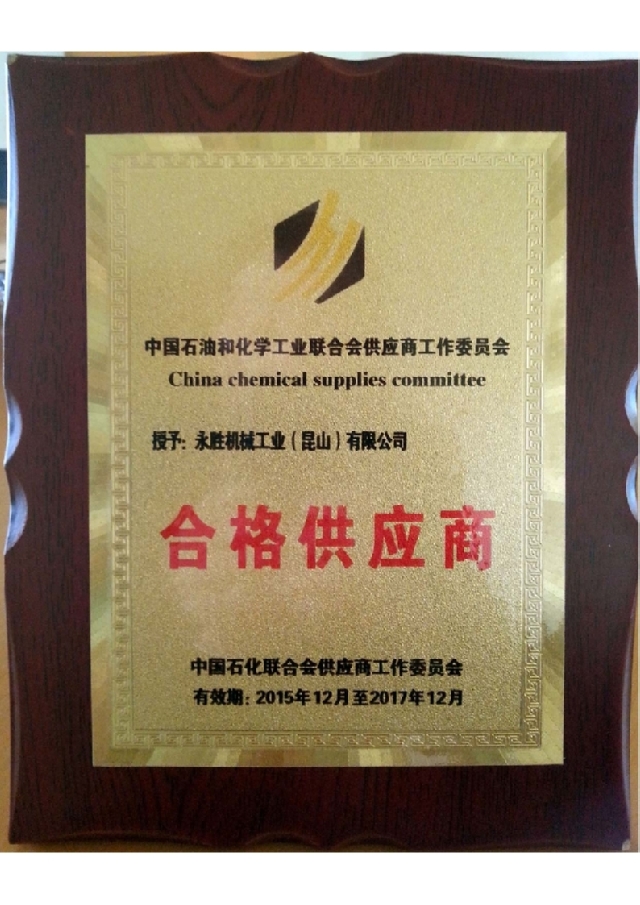 中国石油和化学工业联合会供应商工作委员会
China chemical supplies committee
授予：永胜机械工业（昆山）有限公司
合格供应商
中国石化联合会供应商工作委员会
有效期：2015年12月至2017年12月